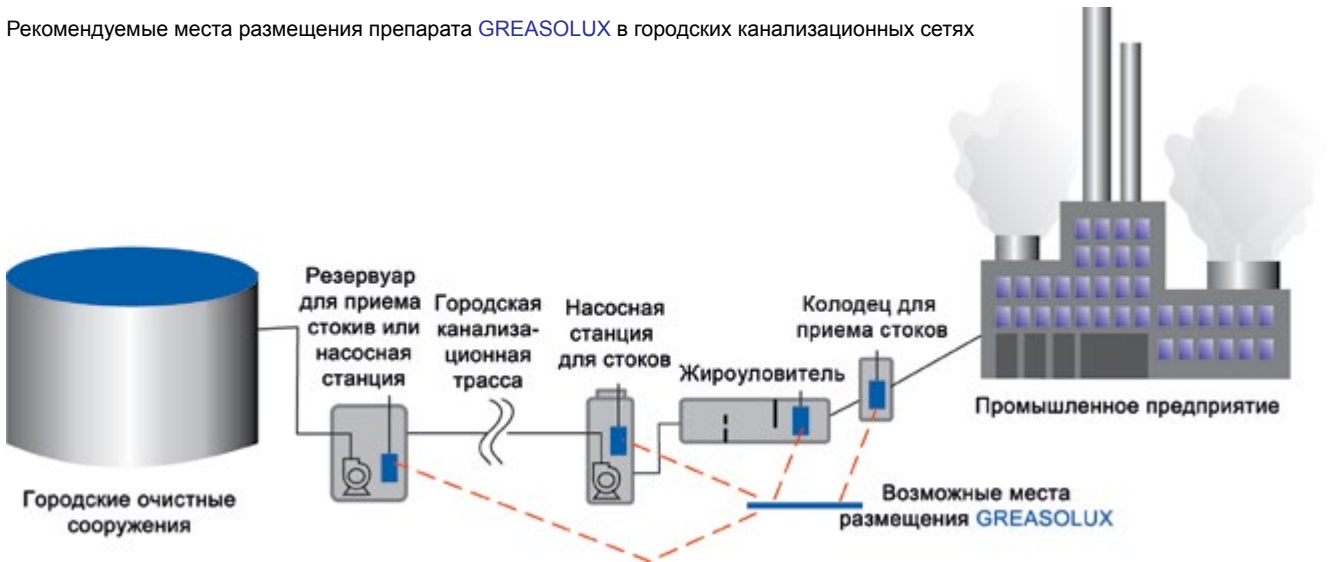 Рекомендуемые места размещения препарата GREASOLUX в городских канализационных сетях
Резервуар
для приема
стокив или
насосная
станция
Городская
канализа-
ционная
трасса
Насосная
станция
для стоков
Жироуловитель
Колодец для
приема стоков
Промышленное предприятие
Городские очистные
сооружения
Возможные места
размещения GREASOLUX